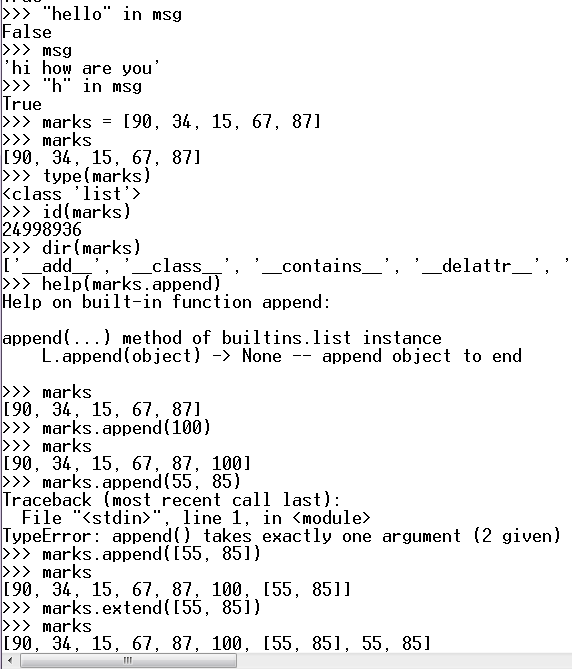 >>> "hello" in msg
False
>>> msg
'hi how are you'
>>> "h" in msg
True
>>> marks = [90, 34, 15, 67, 87]
>>> marks
[90, 34, 15, 67, 87]
>>> type(marks)
<class 'list'>
>>> id(marks)
24998936
>>> dir(marks)
['__add__', '__class__', '__contains__', '__delattr__', '
>>> help(marks.append)
Help on built-in function append:
append(...) method of builtins.list instance
    L.append(object) -> None -- append object to end
>>> marks
[90, 34, 15, 67, 87]
>>> marks.append(100)
>>> marks
[90, 34, 15, 67, 87, 100]
>>> marks.append(55, 85)
Traceback (most recent call last):
  File "<stdin>", line 1, in <module>
TypeError: append() takes exactly one argument (2 given)
>>> marks.append([55, 85])
>>> marks
[90, 34, 15, 67, 87, 100, [55, 85]]
>>> marks.extend([55, 85])
>>> marks
[90, 34, 15, 67, 87, 100, [55, 85], 55, 85]